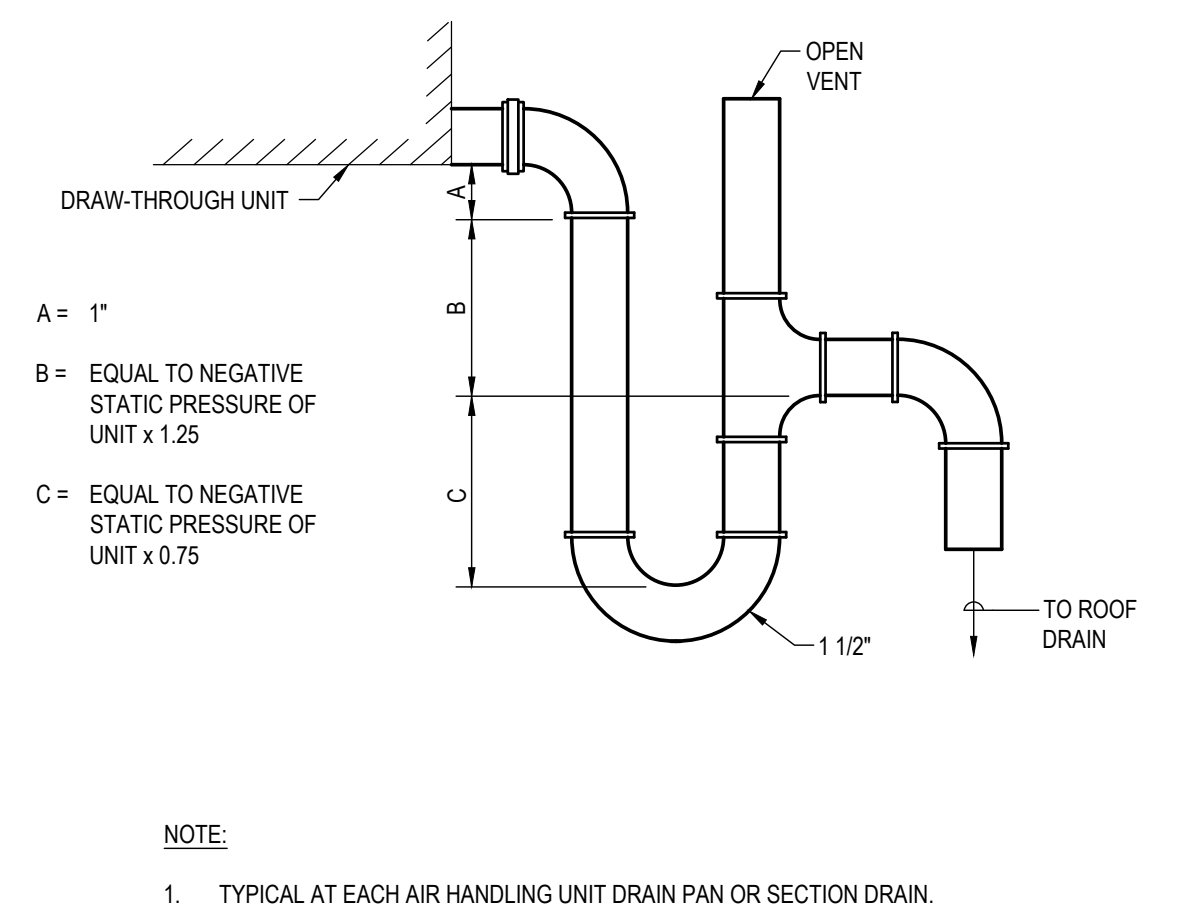 OPEN
VENT
DRAW-THROUGH UNIT
A
B
C
A = 1"
B = EQUAL TO NEGATIVE
STATIC PRESSURE OF
UNIT x 1.25
C = EQUAL TO NEGATIVE
STATIC PRESSURE OF
UNIT x 0.75
TO ROOF
DRAIN
1 1/2"
NOTE:
1. TYPICAL AT EACH AIR HANDLING UNIT DRAIN PAN OR SECTION DRAIN.